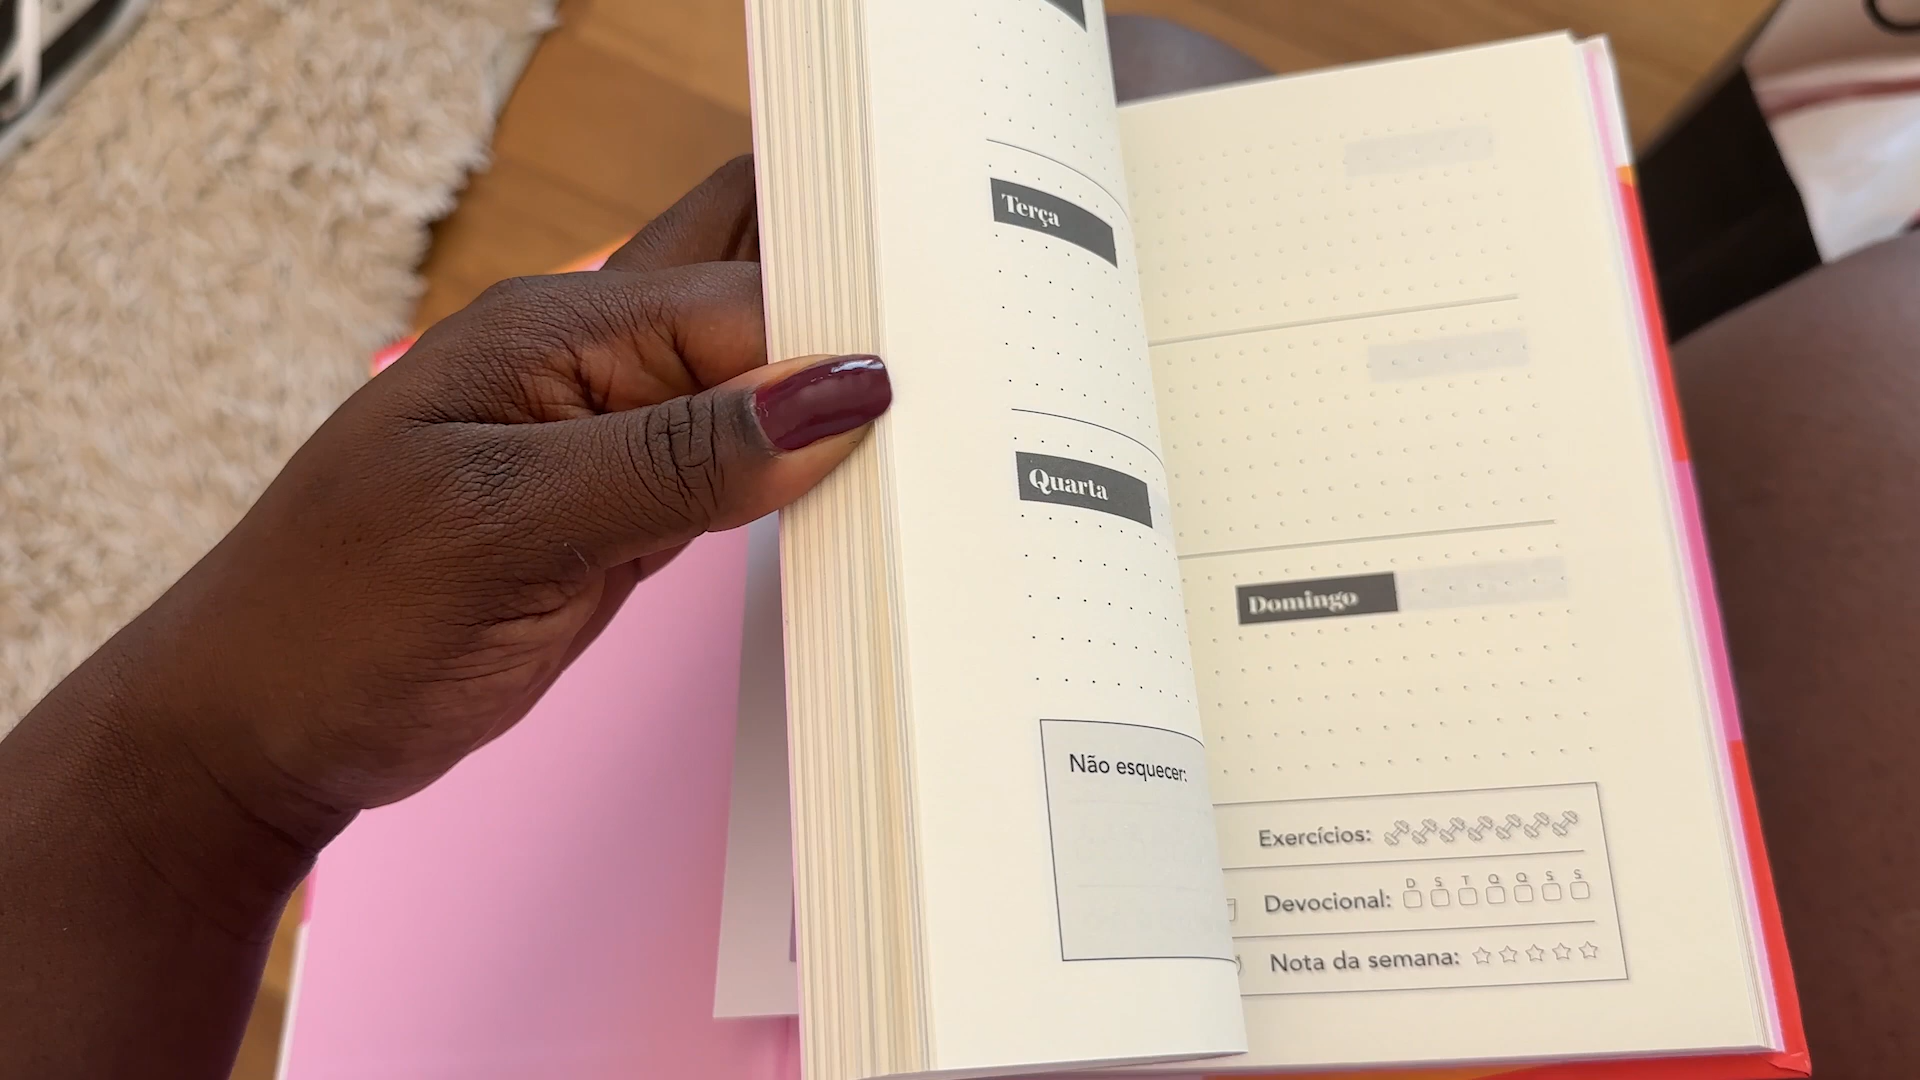 Terça
Quarta
Não esquecer:
Domingo
Exercícios:
D S T Q Q S S
Devocional:
Nota da semana: